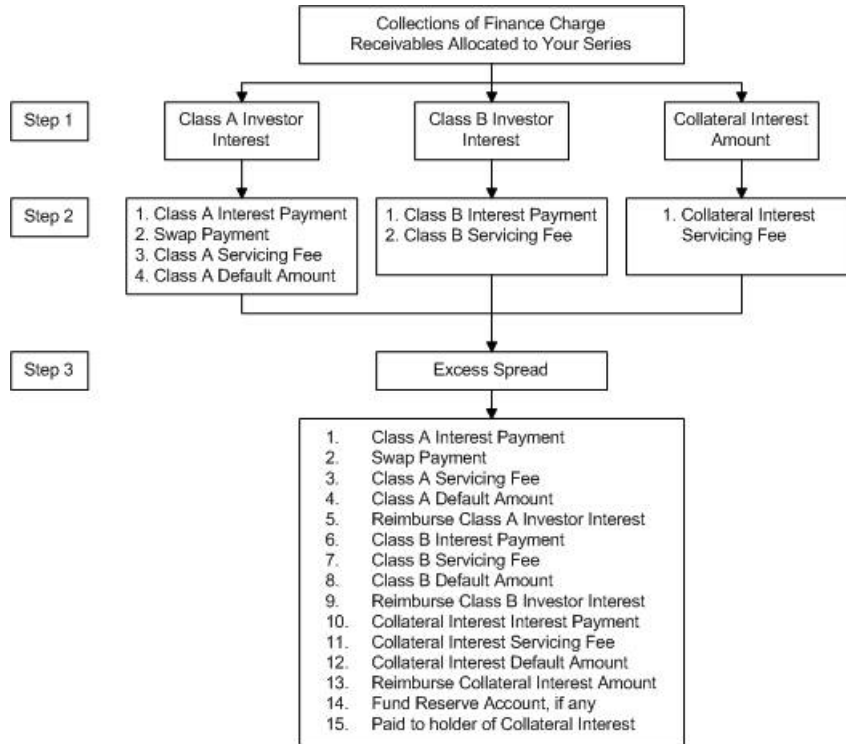 Collections of Finance Charge
Receivables Allocated to Your Series
Step 1
Class A Investor
Interest
Class B Investor
Interest
Collateral Interest
Amount
Step 2
1. Class A Interest Payment
2. Swap Payment
3. Class A Servicing Fee
4. Class A Default Amount
1. Class B Interest Payment
2. Class B Servicing Fee
1. Collateral Interest
Servicing Fee
Step 3
Excess Spread
1. Class A Interest Payment
2. Swap Payment
3. Class A Servicing Fee
4. Class A Default Amount
5. Reimburse Class A Investor Interest
6. Class B Interest Payment
7. Class B Servicing Fee
8. Class B Default Amount
9. Reimburse Class B Investor Interest
10. Collateral Interest Interest Payment
11. Collateral Interest Servicing Fee
12. Collateral Interest Default Amount
13. Reimburse Collateral Interest Amount
14. Fund Reserve Account, if any
15. Paid to holder of Collateral Interest